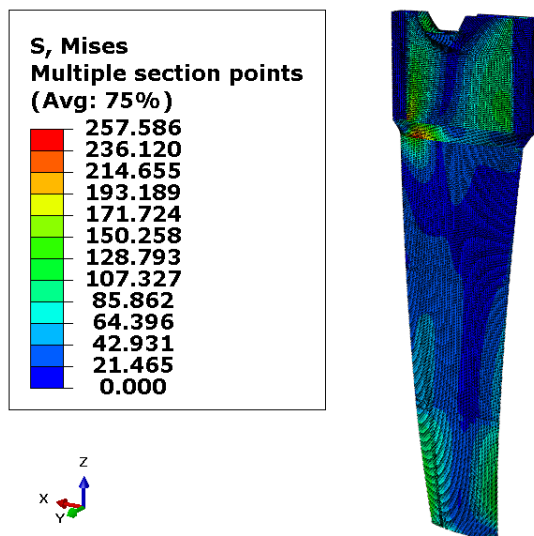 S, Mises
Multiple section points
(Avg: 75%)
257.586
236.120
214.655
193.189
171.724
150.258
128.793
107.327
85.862
64.396
42.931
21.465
0.000
Z
X
Y